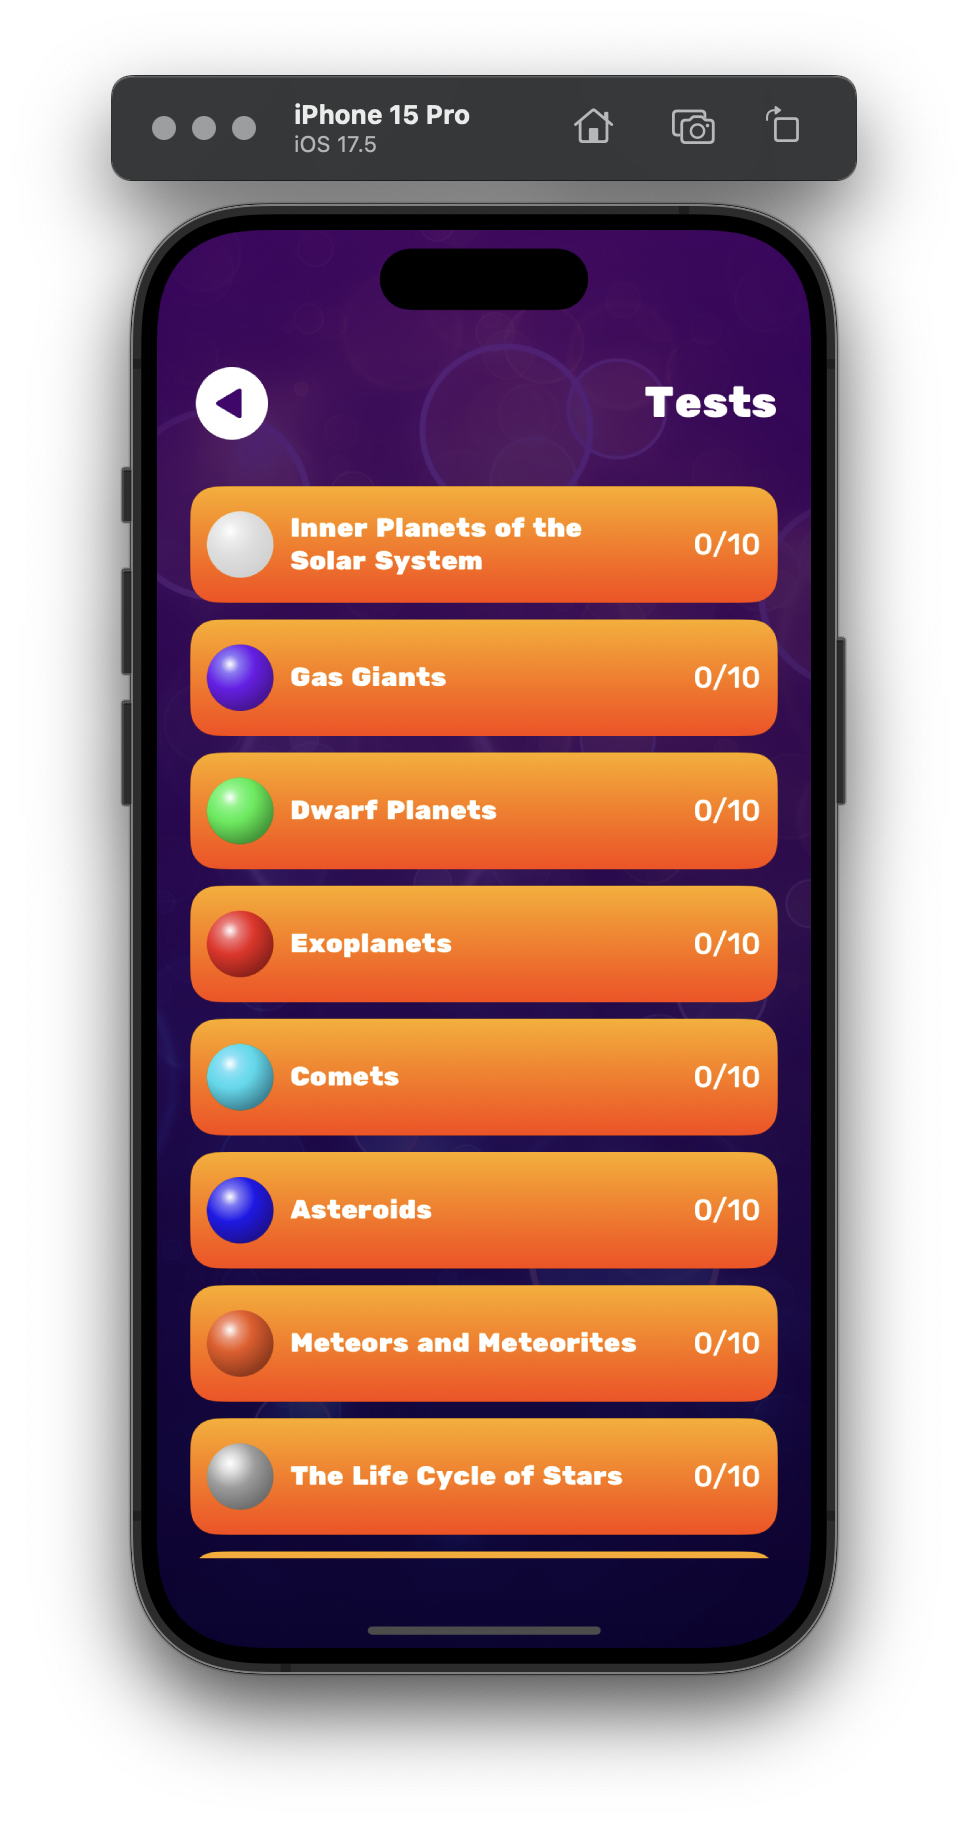 iPhone 15 Pro
iOS 17.5
Tests
Inner Planets of the
Solar System
0/10
Gas Giants
0/10
Dwarf Planets
0/10
Exoplanets
0/10
Comets
0/10
Asteroids
0/10
Meteors and Meteorites
0/10
The Life Cycle of Stars
0/10